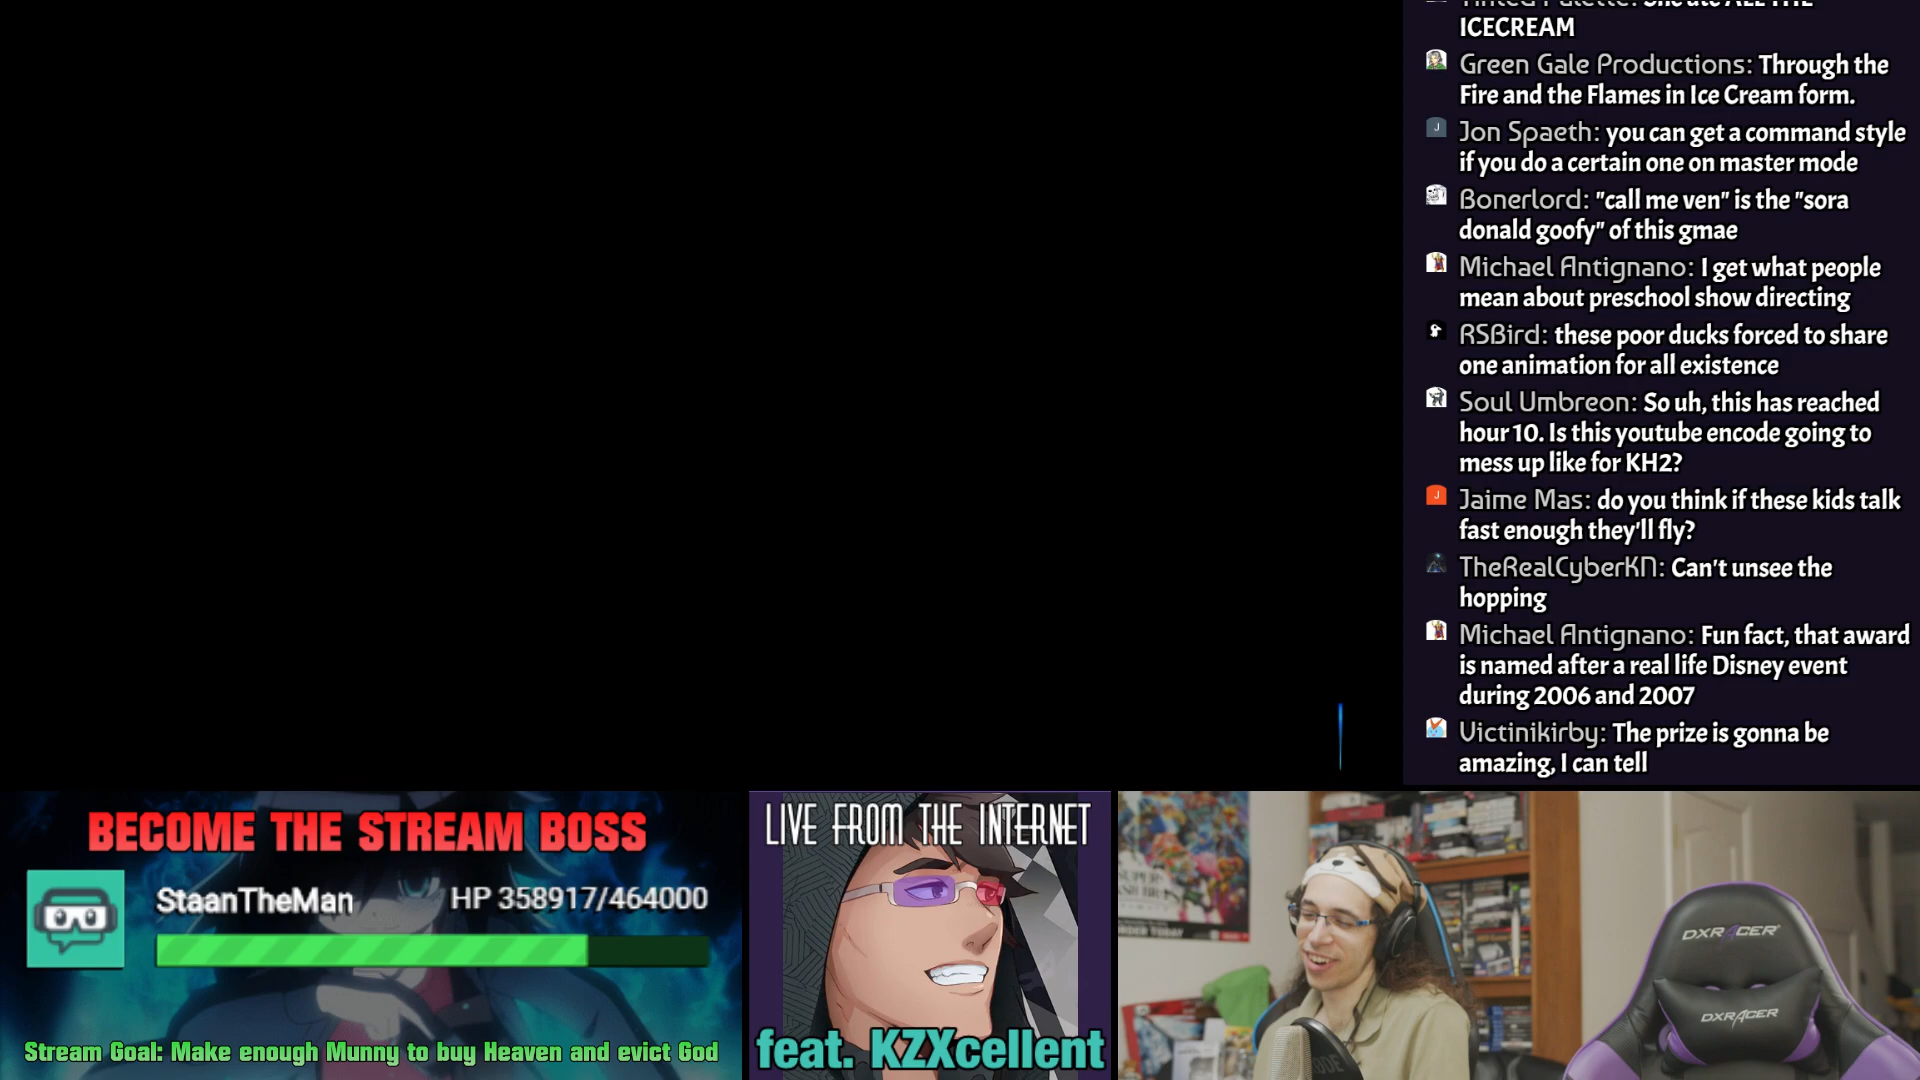 ICECREAM
Green Gale Productions: Through the
Fire and the Flames in Ice Cream form.
J
Jon Spaeth: you can get a command style
if you do a certain one on master mode
Bonerlord: "call me ven" is the "sora
donald goofy" of this gmae
Michael Antignano: I get what people
mean about preschool show directing
RSBird: these poor ducks forced to share
one animation for all existence
Soul Umbreon: So uh, this has reached
hour 10. Is this youtube encode going to
mess up like for KH2?
J
Jaime Mas: do you think if these kids talk
fast enough they'll fly?
TheRealCyberKN: Can't unsee the
hopping
Michael Antignano: Fun fact, that award
is named after a real life Disney event
during 2006 and 2007
Victinikirby: The prize is gonna be
amazing, I can tell
BECOME THE STREAM BOSS
StaanTheMan HP 358917/464000
Stream Goal: Make enough Munny to buy Heaven and evict God
LIVE FROM THE INTERNET
feat. KZXcellent
DXRACER
DXRACER